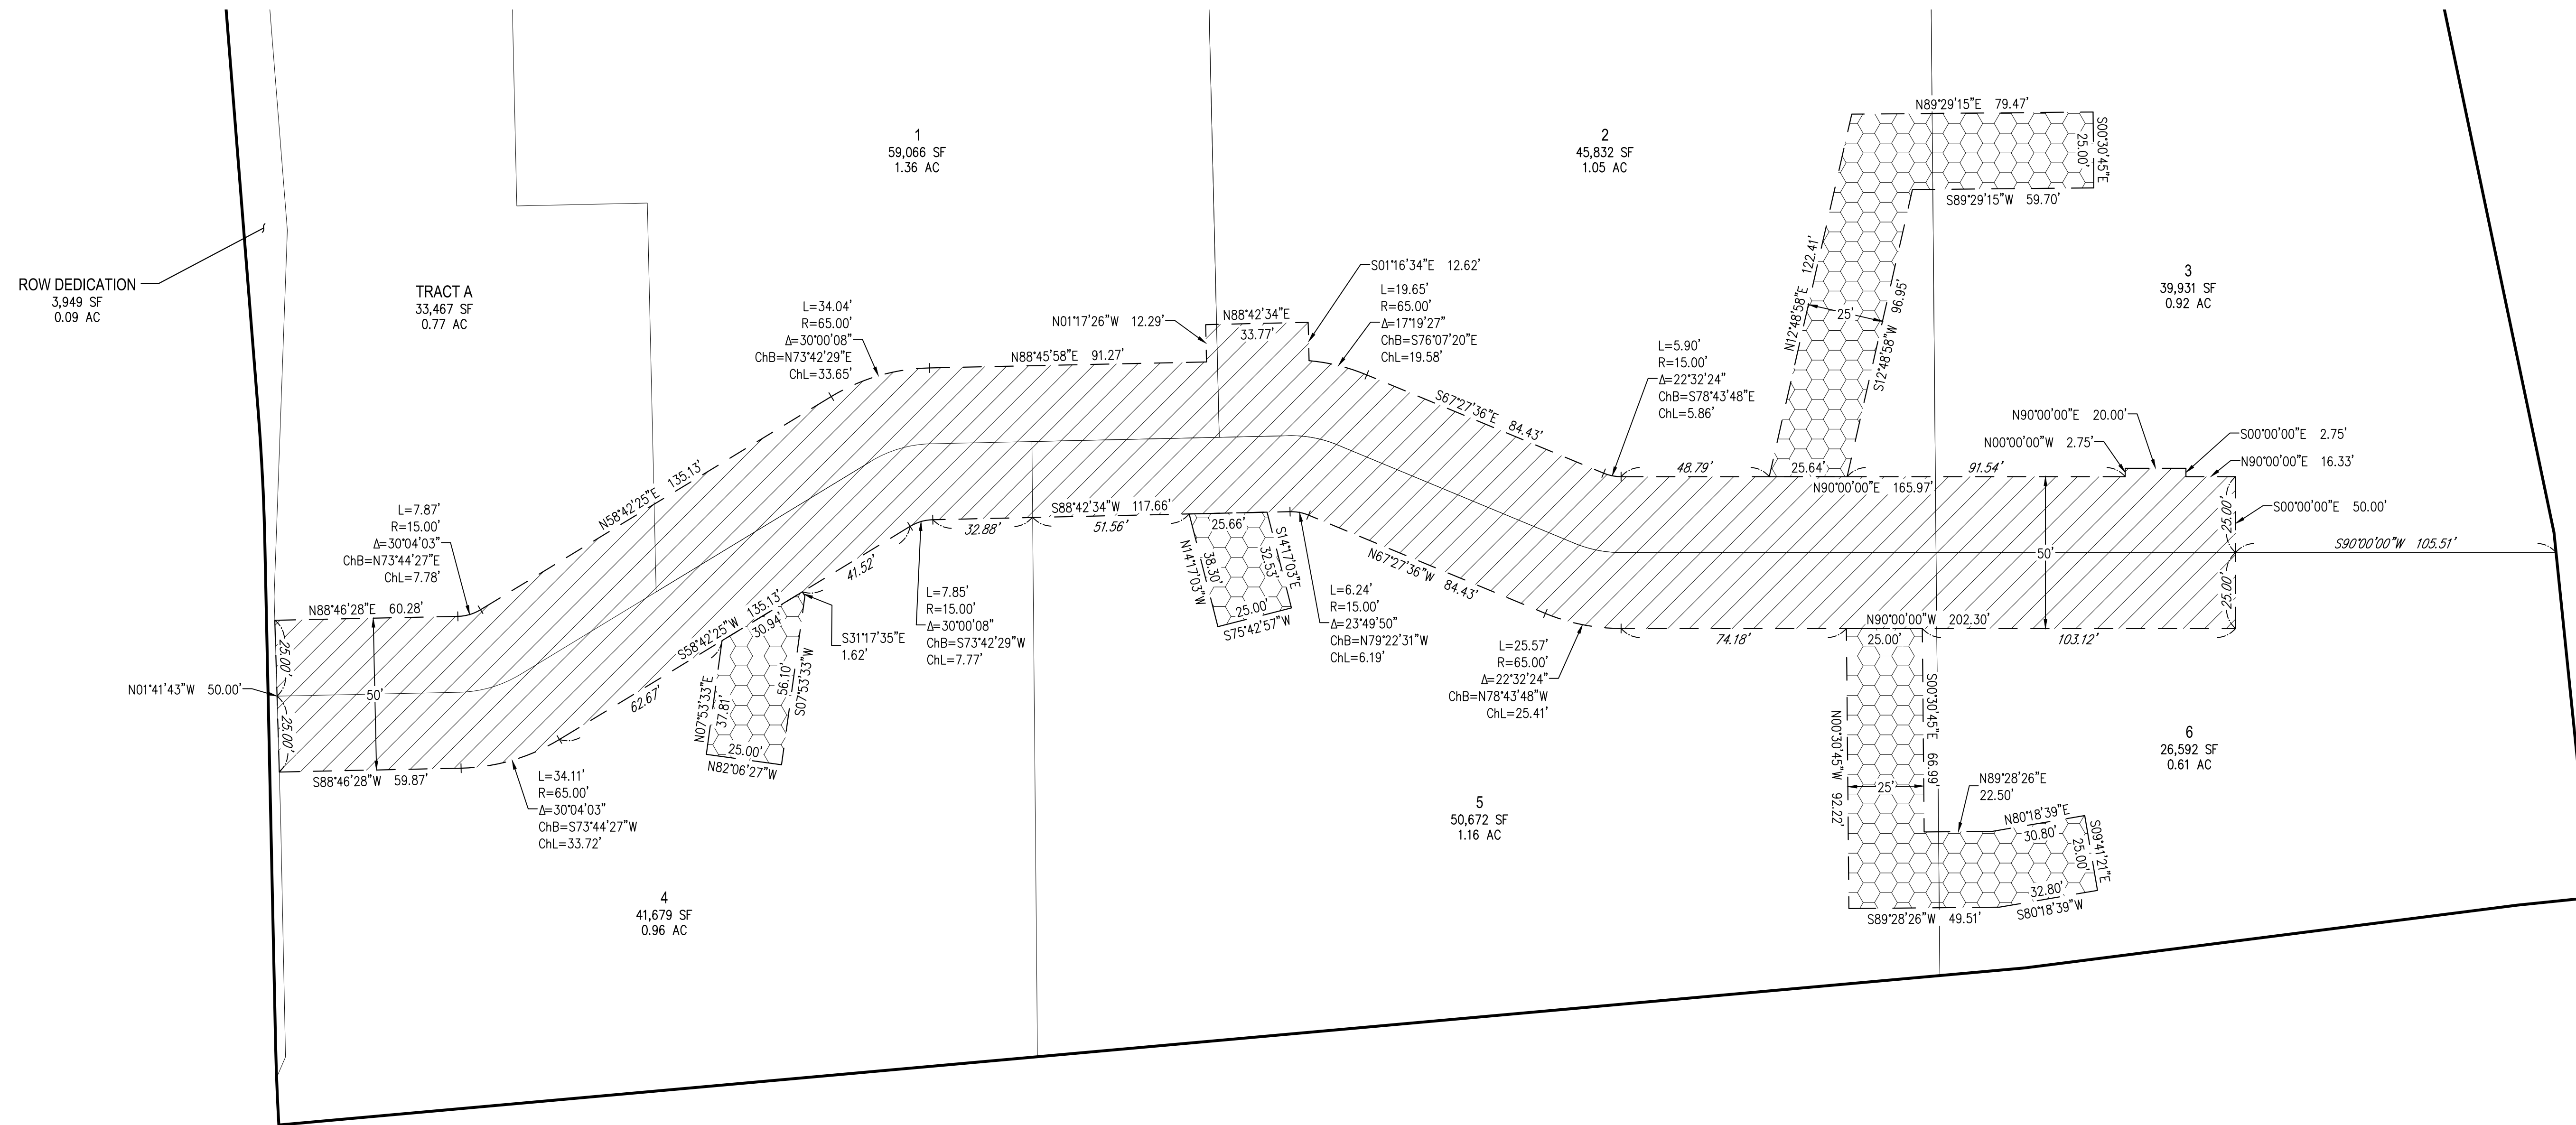 N89°29'15"E 79.47'
S00°30'45"E
25.00'
S89°29'15"W 59.70'
1
59,066 SF
1.36 AC
2
45,832 SF
1.05 AC
122.41'
N12°48'58"E
25'
96.95'
S12°48'58"W
3
39,931 SF
0.92 AC
ROW DEDICATION
3,949 SF
0.09 AC
TRACT A
33,467 SF
0.77 AC
L=34.04'
R=65.00'
Δ=30°00'08"
ChB=N73°42'29"E
ChL=33.65'
N01°17'26"W 12.29'
N88°42'34"E
33.77'
S01°16'34"E 12.62'
L=19.65'
R=65.00'
Δ=17°19'27"
ChB=S76°07'20"E
ChL=19.58'
N88°45'58"E 91.27'
L=5.90'
R=15.00'
Δ=22°32'24"
ChB=S78°43'48"E
ChL=5.86'
S67°27'36"E 84.43'
N90°00'00"E 20.00'
N00°00'00"W 2.75'
S00°00'00"E 2.75'
N90°00'00"E 16.33'
48.79'
25.64'
91.54'
N90°00'00"E 165.97'
N58°42'25"E 135.13'
L=7.87'
R=15.00'
Δ=30°04'03"
ChB=N73°44'27"E
ChL=7.78'
25.00'
S00°00'00"E 50.00'
S90°00'00"W 105.51'
50'
25.00'
S88°42'34"W 117.66'
32.88'
51.56'
25.66'
N14°17'03"W
38.30'
32.53'
S14°17'03"E
25.00'
S75°42'57"W
N67°27'36"W 84.43'
41.52'
L=7.85'
R=15.00'
Δ=30°00'08"
ChB=S73°42'29"W
ChL=7.77'
L=6.24'
R=15.00'
Δ=23°49'50"
ChB=N79°22'31"W
ChL=6.19'
N88°46'28"E 60.28'
25.00'
N01°41'43"W 50.00'
50'
25.00'
S88°46'28"W 59.87'
S58°42'25"W 135.13'
30.94'
S31°17'35"E
1.62'
62.67'
N07°53'33"E
37.81'
56.10'
S07°53'33"W
25.00'
N82°06'27"W
L=34.11'
R=65.00'
Δ=30°04'03"
ChB=S73°44'27"W
ChL=33.72'
L=25.57'
R=65.00'
Δ=22°32'24"
ChB=N78°43'48"W
ChL=25.41'
N90°00'00"W 202.30'
74.18'
25.00'
103.12'
N00°30'45"W 92.22'
S00°30'45"E 66.99'
25'
N89°28'26"E
22.50'
N80°18'39"E
30.80'
S09°41'21"E
25.00'
32.80'
S80°18'39"W
S89°28'26"W 49.51'
6
26,592 SF
0.61 AC
5
50,672 SF
1.16 AC
4
41,679 SF
0.96 AC